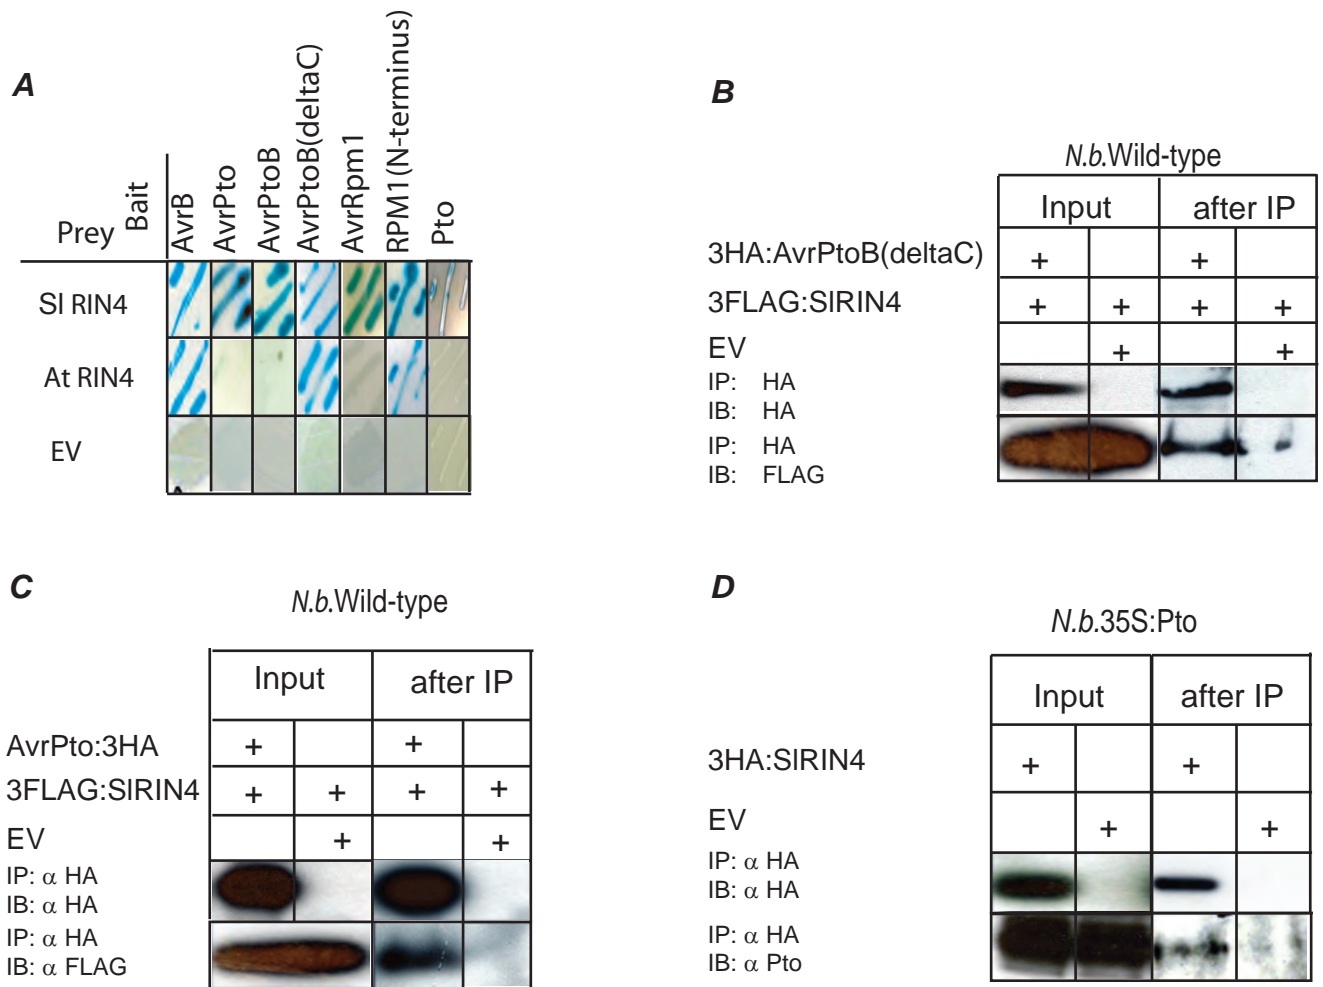 A
Bait
Prey
AvrB
AvrPto
AvrPtoB
AvrPtoB(deltaC)
AvrRpm1
RPM1(N-terminus)
Pto
Sl RIN4
At RIN4
EV
B
N.b.Wild-type
Input after IP
3HA:AvrPtoB(deltaC) + +
3FLAG:SlRIN4 + + + +
EV + +
IP: HA
IB: HA
IP: HA
IB: FLAG
C
N.b.Wild-type
Input after IP
AvrPto:3HA + +
3FLAG:SlRIN4 + + + +
EV + +
IP: α HA
IB: α HA
IP: α HA
IB: α FLAG
D
N.b.35S:Pto
Input after IP
3HA:SlRIN4 + +
EV + +
IP: α HA
IB: α HA
IP: α HA
IB: α Pto